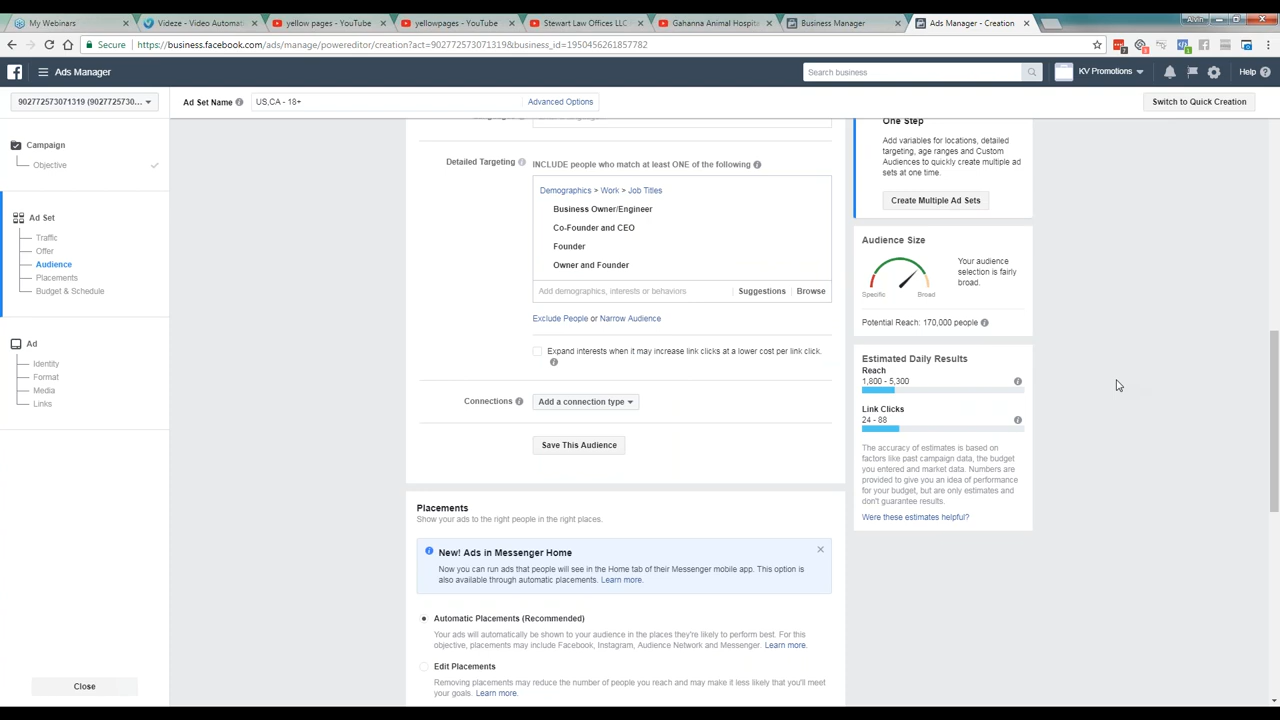 My Webinars
Videze - Video Automat
yellow pages - YouTube
yellowpages - YouTube
Stewart Law Offices LLC
Gahanna Animal Hospita
Business Manager
Ads Manager - Creation
Alvin
Secure
https://business.facebook.com/ads/manage/powereditor/creation?act=902772573071319&business_id=1950456261857782
Ads Manager
Search business
KV Promotions
Help
902772573071319 (9027725730...
Ad Set Name
US,CA - 18+
Advanced Options
Switch to Quick Creation
Campaign
Objective
Ad Set
Traffic
Offer
Audience
Placements
Budget & Schedule
Ad
Identity
Format
Media
Links
Close
Detailed Targeting
INCLUDE people who match at least ONE of the following
Demographics > Work > Job Titles
Business Owner/Engineer
Co-Founder and CEO
Founder
Owner and Founder
Add demographics, interests or behaviors
Suggestions
Browse
Exclude People or Narrow Audience
Expand interests when it may increase link clicks at a lower cost per link click.
Connections
Add a connection type
Save This Audience
Placements
Show your ads to the right people in the right places.
New! Ads in Messenger Home
Now you can run ads that people will see in the Home tab of their Messenger mobile app. This option is
also available through automatic placements. Learn more.
Automatic Placements (Recommended)
Your ads will automatically be shown to your audience in the places they're likely to perform best. For this
objective, placements may include Facebook, Instagram, Audience Network and Messenger. Learn more.
Edit Placements
Removing placements may reduce the number of people you reach and may make it less likely that you'll meet
your goals. Learn more.
One Step
Add variables for locations, detailed
targeting, age ranges and Custom
Audiences to quickly create multiple ad
sets at one time.
Create Multiple Ad Sets
Audience Size
Your audience
selection is fairly
broad.
Specific
Broad
Potential Reach: 170,000 people
Estimated Daily Results
Reach
1,800 - 5,300
Link Clicks
24 - 88
The accuracy of estimates is based on
factors like past campaign data, the budget
you entered and market data. Numbers are
provided to give you an idea of performance
for your budget, but are only estimates and
don't guarantee results.
Were these estimates helpful?